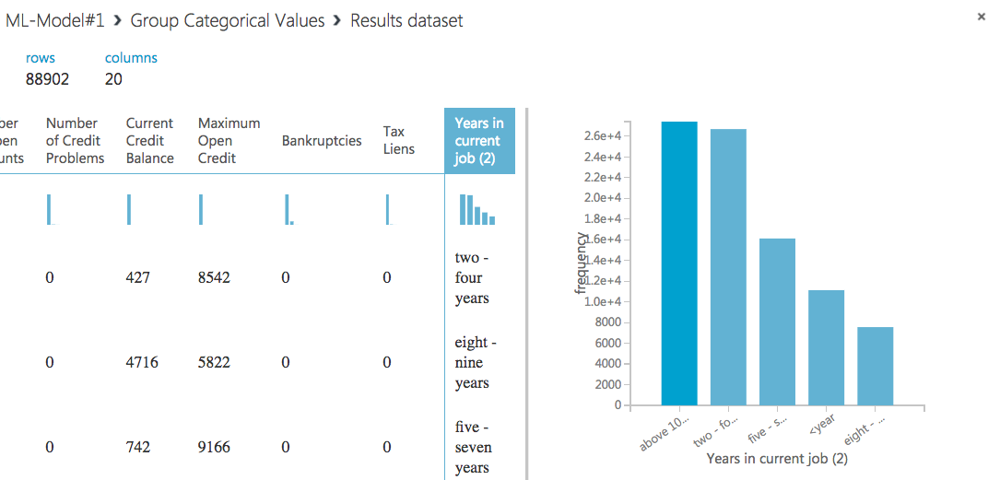 ML-Model#1 > Group Categorical Values > Results dataset
×
rows columns
88902 20
per
pen
unts
Number
of Credit
Problems
Current
Credit
Balance
Maximum
Open
Credit
Bankruptcies
Tax
Liens
Years in
current
job (2)
0 427 8542 0 0
two -
four
years
0 4716 5822 0 0
eight -
nine
years
0 742 9166 0 0
five -
seven
years
2.6e+4
2.4e+4
2.2e+4
2.0e+4
1.8e+4
1.6e+4
1.4e+4
1.2e+4
1.0e+4
8000
6000
4000
2000
0
frequency
above 10...
two - fo...
five - s...
<year
eight - ...
Years in current job (2)